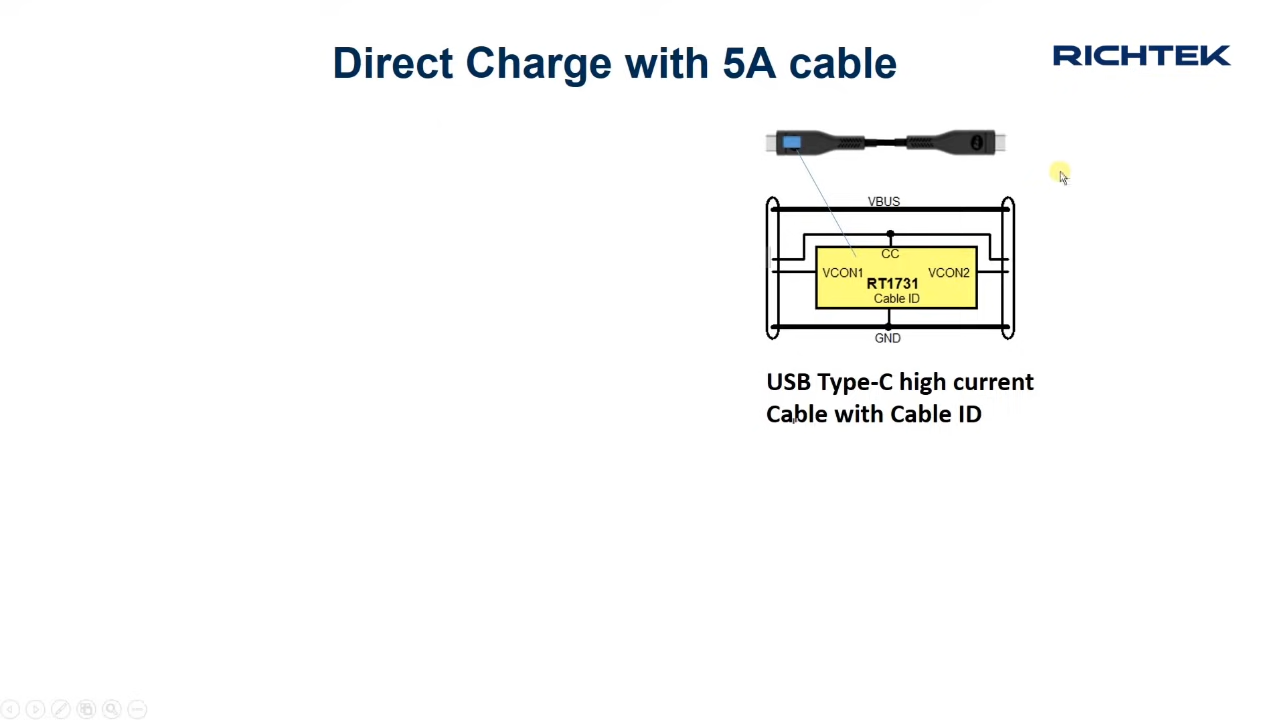 Direct Charge with 5A cable
RICHTEK
VBUS
CC
VCON1
VCON2
RT1731
Cable ID
GND
USB Type-C high current
Cable with Cable ID